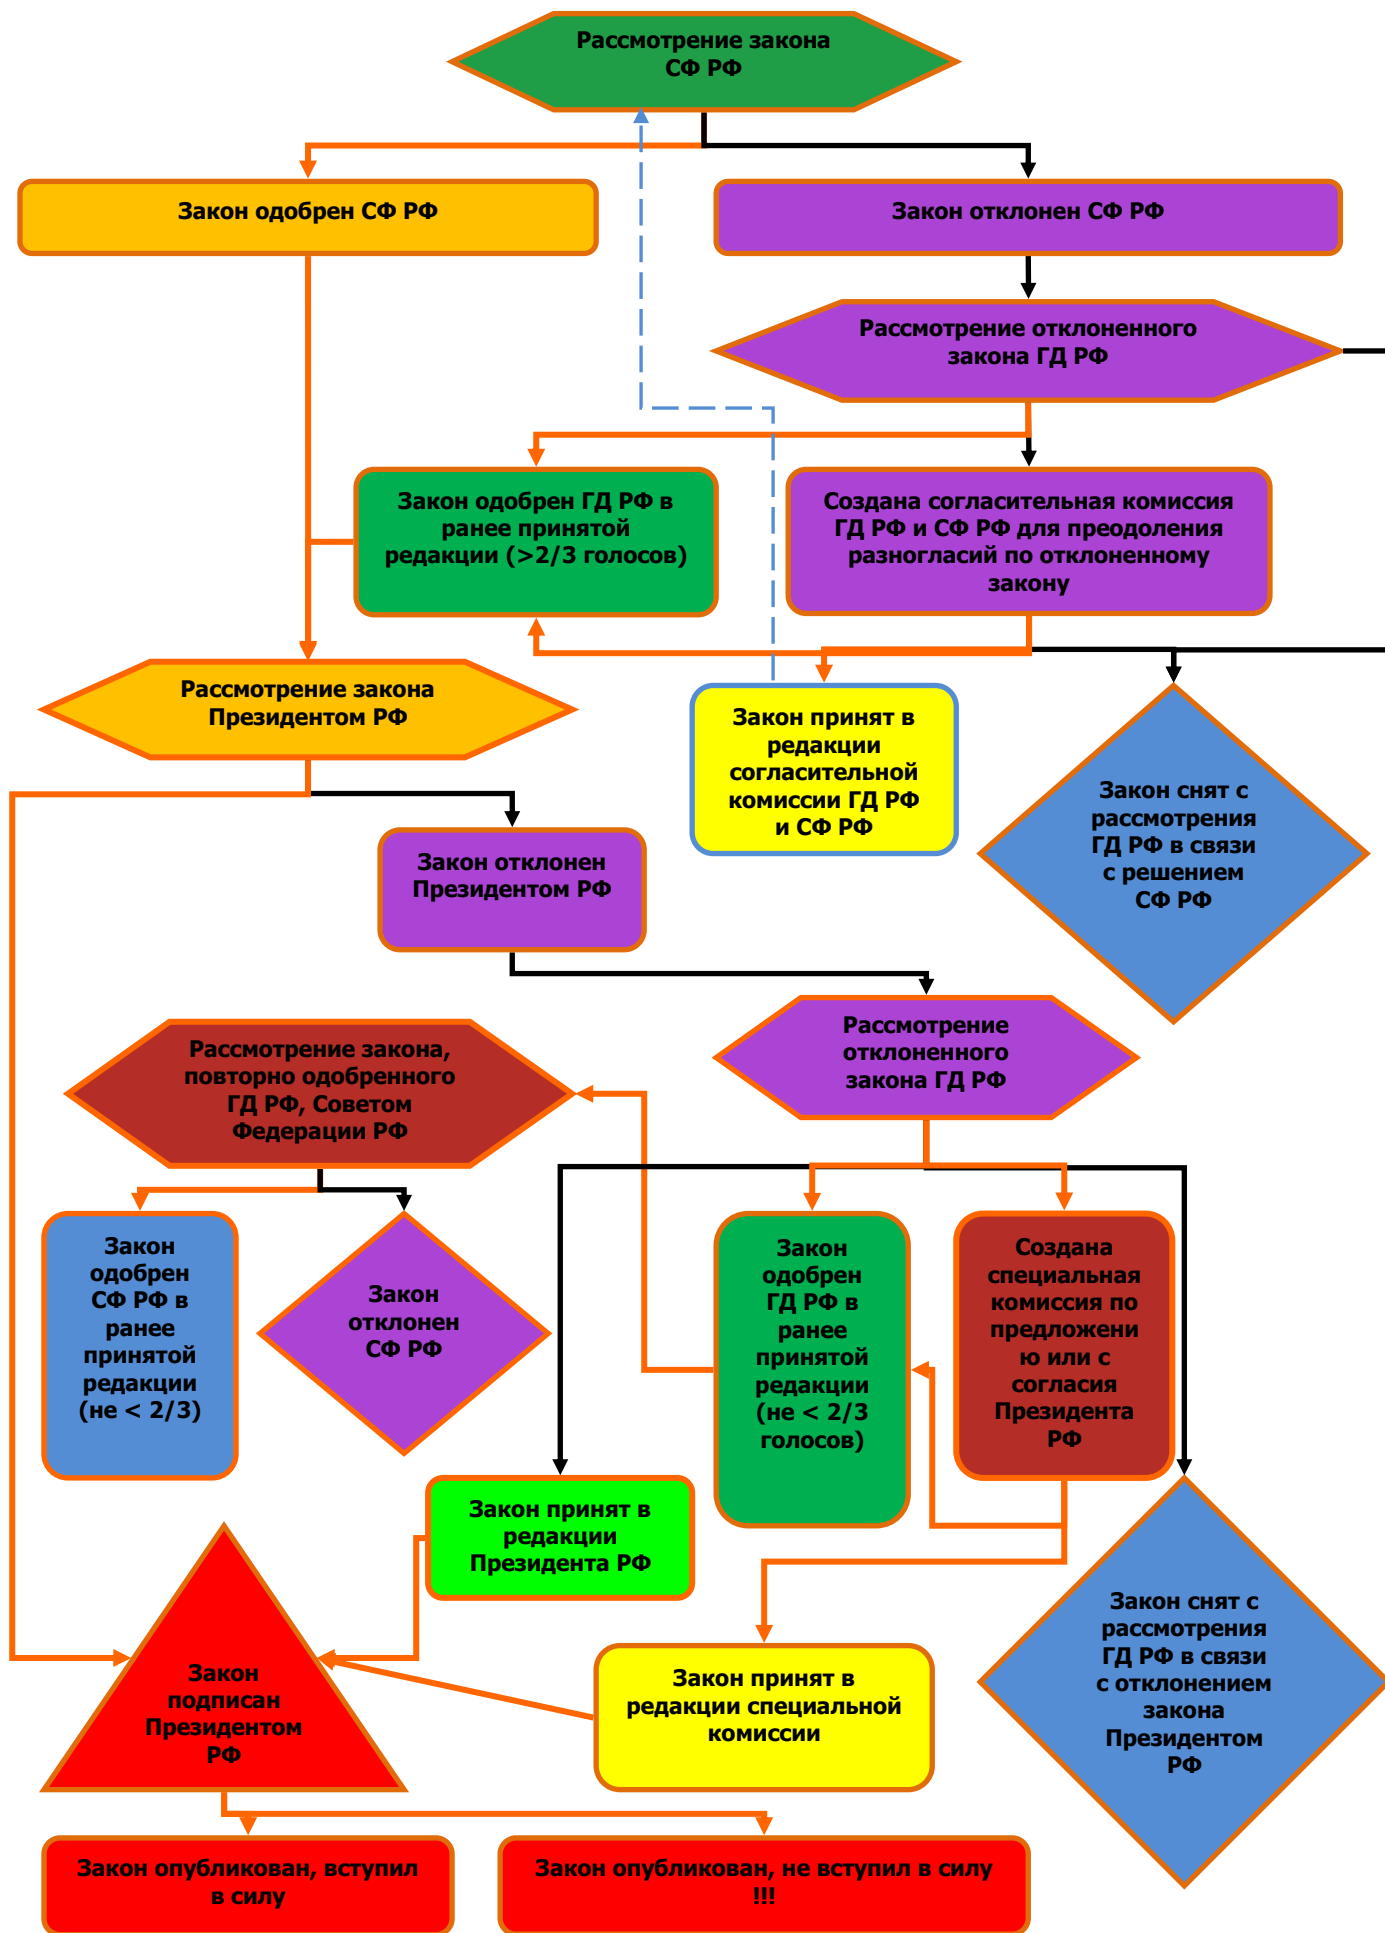 Рассмотрение закона
СФ РФ
Закон одобрен СФ РФ
Закон отклонен СФ РФ
Рассмотрение отклоненного
закона ГД РФ
Закон одобрен ГД РФ в
ранее принятой
редакции (>2/3 голосов)
Создана согласительная комиссия
ГД РФ и СФ РФ для преодоления
разногласий по отклоненному
закону
Рассмотрение закона
Президентом РФ
Закон принят в
редакции
согласительной
комиссии ГД РФ
и СФ РФ
Закон снят с
рассмотрения
ГД РФ в связи
с решением
СФ РФ
Закон отклонен
Президентом РФ
Рассмотрение
отклоненного
закона ГД РФ
Рассмотрение закона,
повторно одобренного
ГД РФ, Советом
Федерации РФ
Закон
одобрен
СФ РФ в
ранее
принятой
редакции
(не < 2/3)
Закон
отклонен
СФ РФ
Закон
одобрен
ГД РФ в
ранее
принятой
редакции
(не < 2/3
голосов)
Создана
специальная
комиссия по
предложени
ю или с
согласия
Президента
РФ
Закон принят в
редакции
Президента РФ
Закон
подписан
Президентом
РФ
Закон принят в
редакции специальной
комиссии
Закон снят с
рассмотрения
ГД РФ в связи
с отклонением
закона
Президентом
РФ
Закон опубликован, вступил
в силу
Закон опубликован, не вступил в силу
!!!